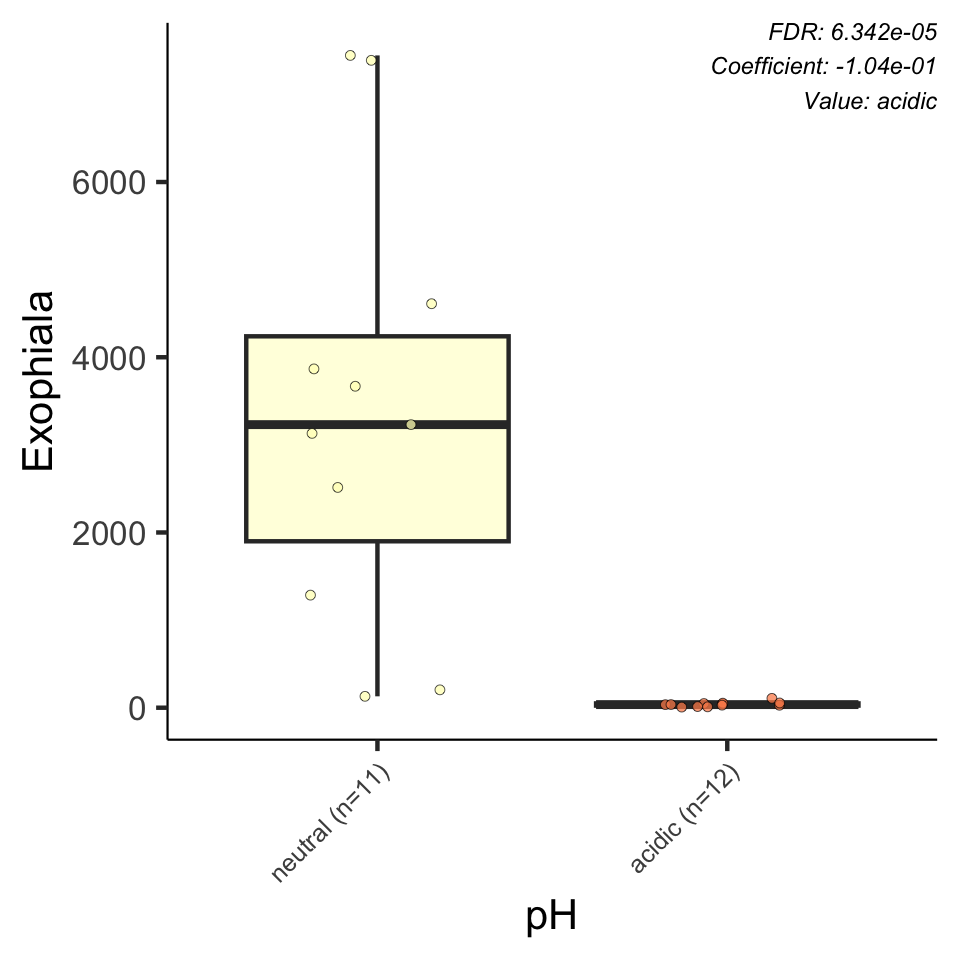 FDR: 6.342e-05
Coefficient: -1.04e-01
Value: acidic
6000
4000
2000
0
Exophiala
neutral (n=11)
acidic (n=12)
pH